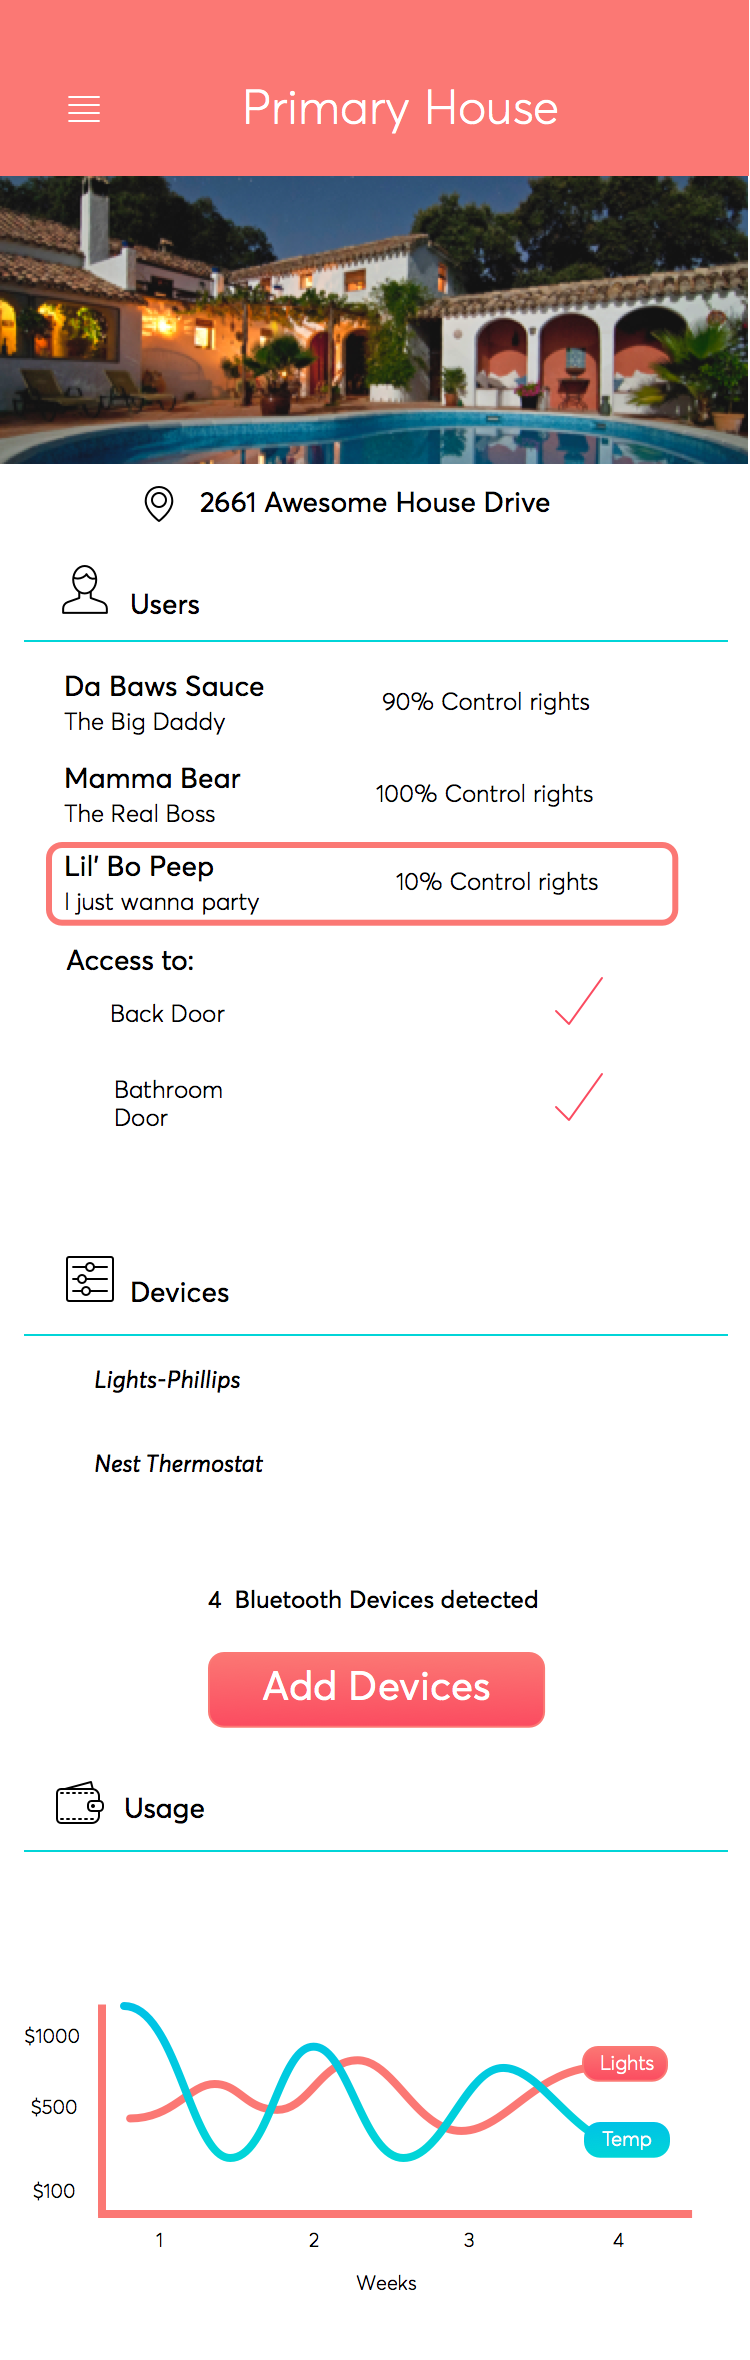 Primary House
2661 Awesome House Drive
Users
Da Baws Sauce
The Big Daddy
90% Control rights
Mamma Bear
The Real Boss
100% Control rights
Lil' Bo Peep
I just wanna party
10% Control rights
Access to:
Back Door
Bathroom
Door
Devices
Lights-Phillips
Nest Thermostat
4 Bluetooth Devices detected
Add Devices
Usage
$1000
$500
$100
Lights
Temp
1 2 3 4
Weeks